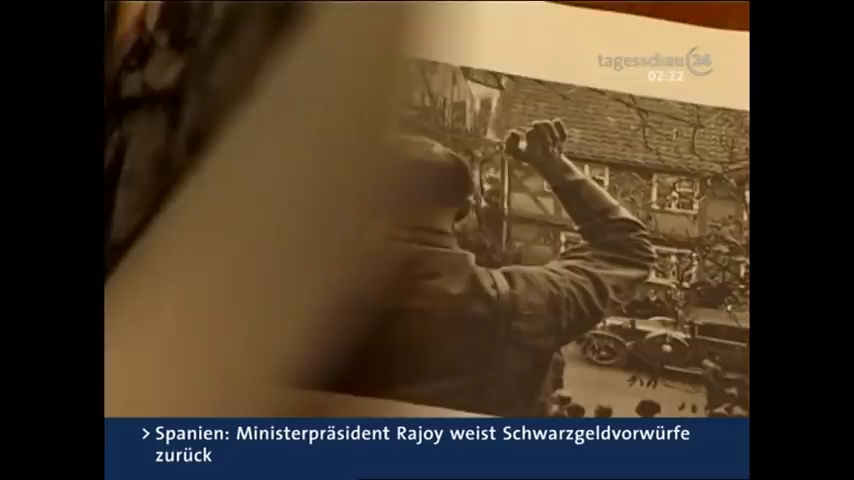 tagesschau24
02:22
> Spanien: Ministerpräsident Rajoy weist Schwarzgeldvorwürfe
zurück